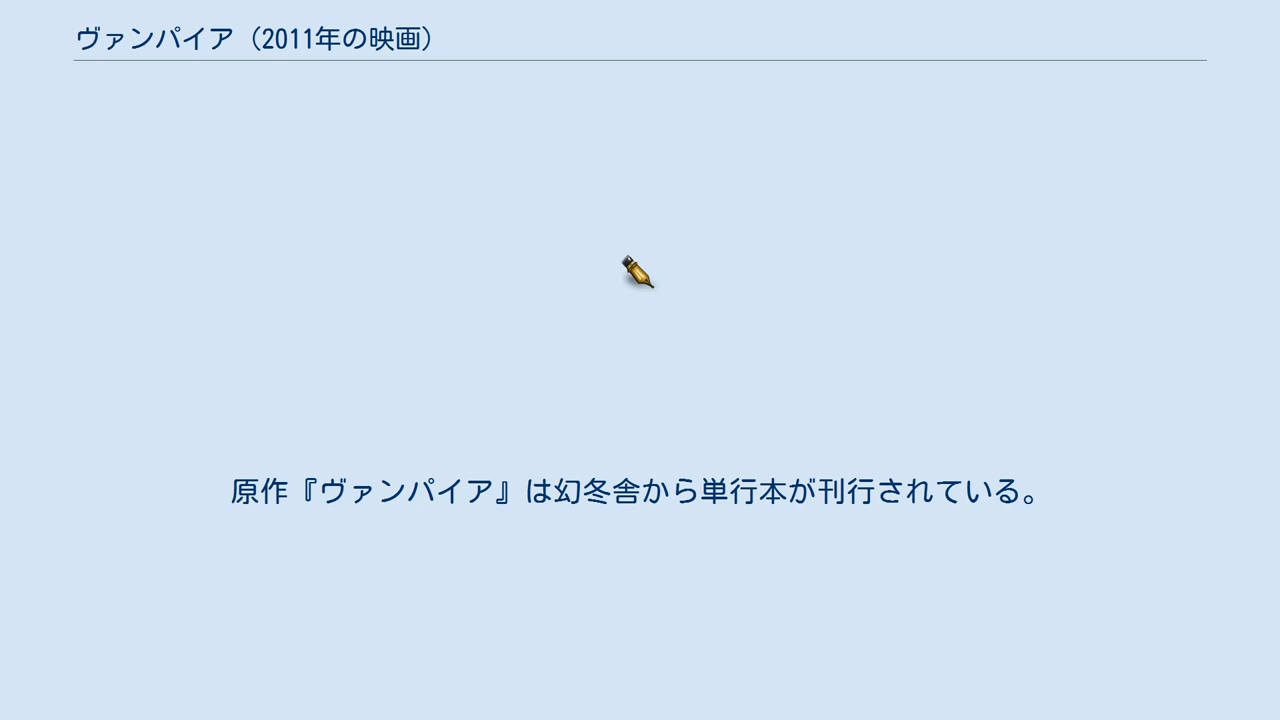 ヴァンパイア（2011年の映画）
原作『ヴァンパイア』は幻冬舎から単行本が刊行されている。